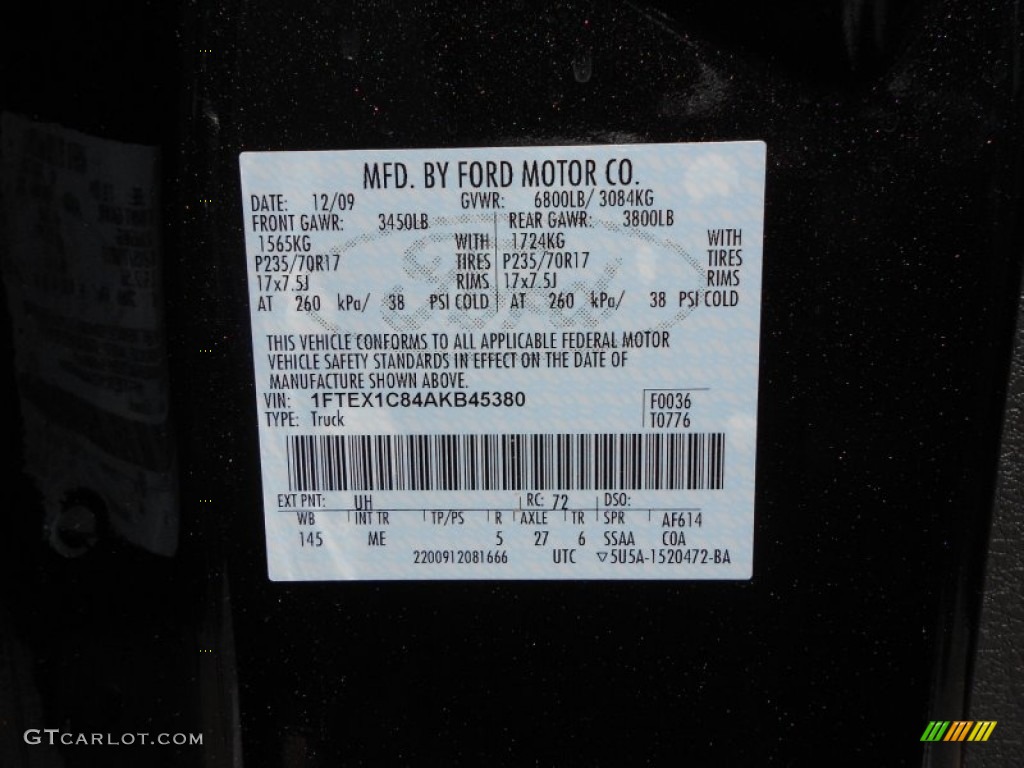 MFD. BY FORD MOTOR CO.
DATE: 12/09 GVWR: 6800LB/ 3084KG
FRONT GAWR: 3450LB REAR GAWR: 3800LB
1565KG WITH 1724KG WITH
P235/70R17 TIRES P235/70R17 TIRES
17x7.5J RIMS 17x7.5J RIMS
AT 260 kPa/ 38 PSI COLD AT 260 kPa/ 38 PSI COLD
THIS VEHICLE CONFORMS TO ALL APPLICABLE FEDERAL MOTOR
VEHICLE SAFETY STANDARDS IN EFFECT ON THE DATE OF
MANUFACTURE SHOWN ABOVE.
VIN: 1FTEX1C84AKB45380 F0036
TYPE: Truck T0776
EXT PNT: UH RC: 72 DSO:
WB INT TR TP/PS R AXLE TR SPR AF614
145 ME 5 27 6 SSAA COA
2200912081666 UTC ▽5U5A-1520472-BA
GTCARLOT.COM